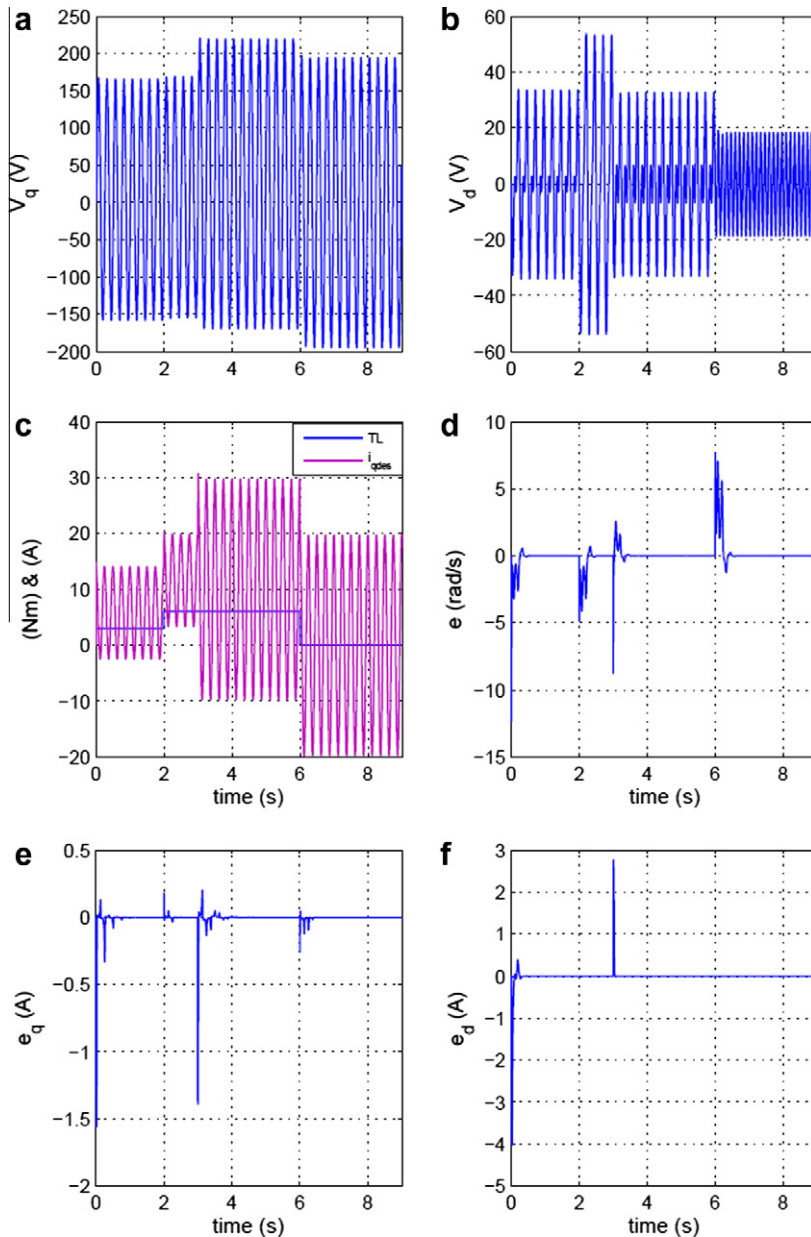 a
250
200
150
100
50
0
−50
−100
−150
−200
V_q (V)
0 2 4 6 8
b
60
40
20
0
−20
−40
−60
V_d (V)
0 2 4 6 8
c
40
30
20
10
0
−10
−20
(Nm) & (A)
TL
i_qdes
0 2 4 6 8
time (s)
d
10
5
0
−5
−10
−15
e (rad/s)
0 2 4 6 8
time (s)
e
0.5
0
−0.5
−1
−1.5
−2
e_q (A)
0 2 4 6 8
time (s)
f
3
2
1
0
−1
−2
−3
−4
−5
e_d (A)
0 2 4 6 8
time (s)